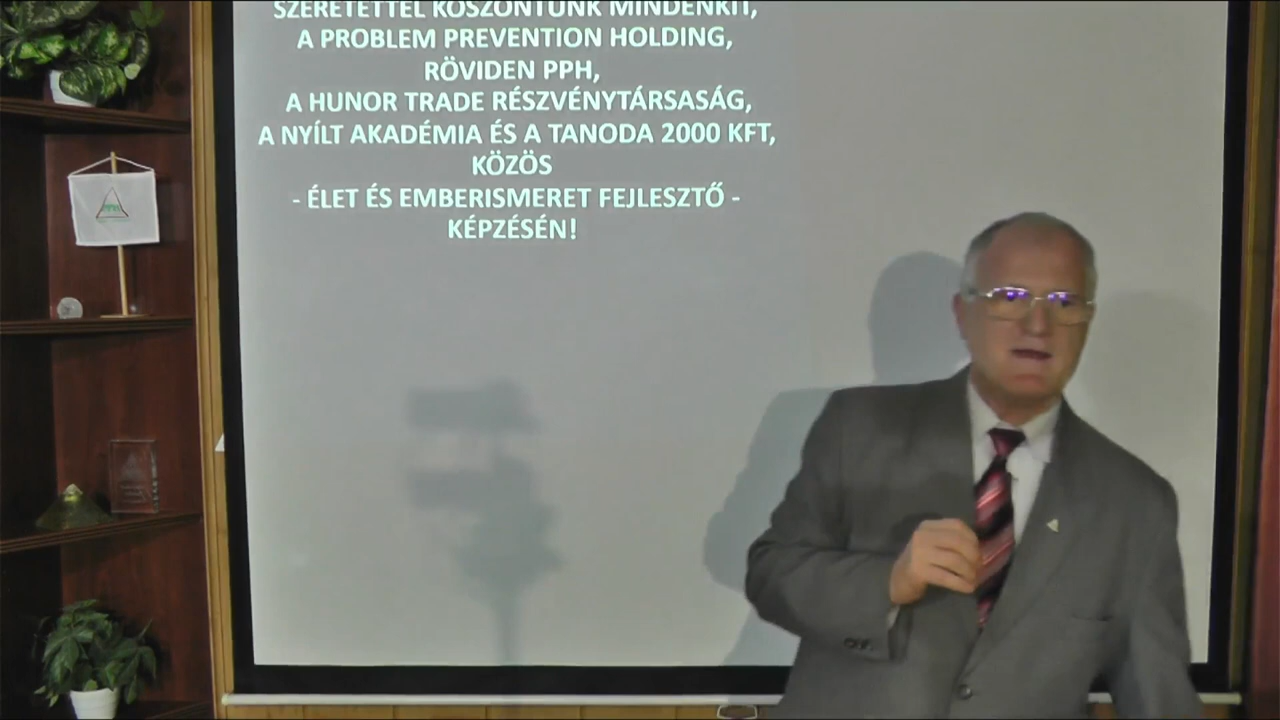 SZERETETTEL KÖSZÖNTÜNK MINDENKIT,
A PROBLEM PREVENTION HOLDING,
RÖVIDEN PPH,
A HUNOR TRADE RÉSZVÉNYTÁRSASÁG,
A NYÍLT AKADÉMIA ÉS A TANODA 2000 KFT,
KÖZÖS
- ÉLET ÉS EMBERISMERET FEJLESZTŐ -
KÉPZÉSÉN!